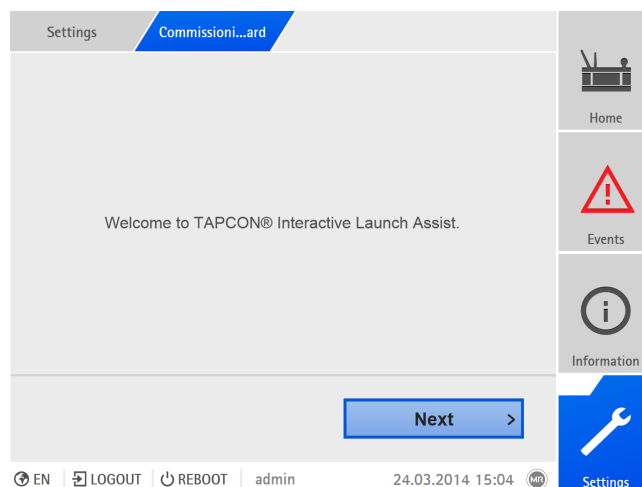 Settings
Commissioni...ard
Home
Welcome to TAPCON® Interactive Launch Assist.
Events
Information
Next >
EN LOGOUT REBOOT admin 24.03.2014 15:04 MR
Settings